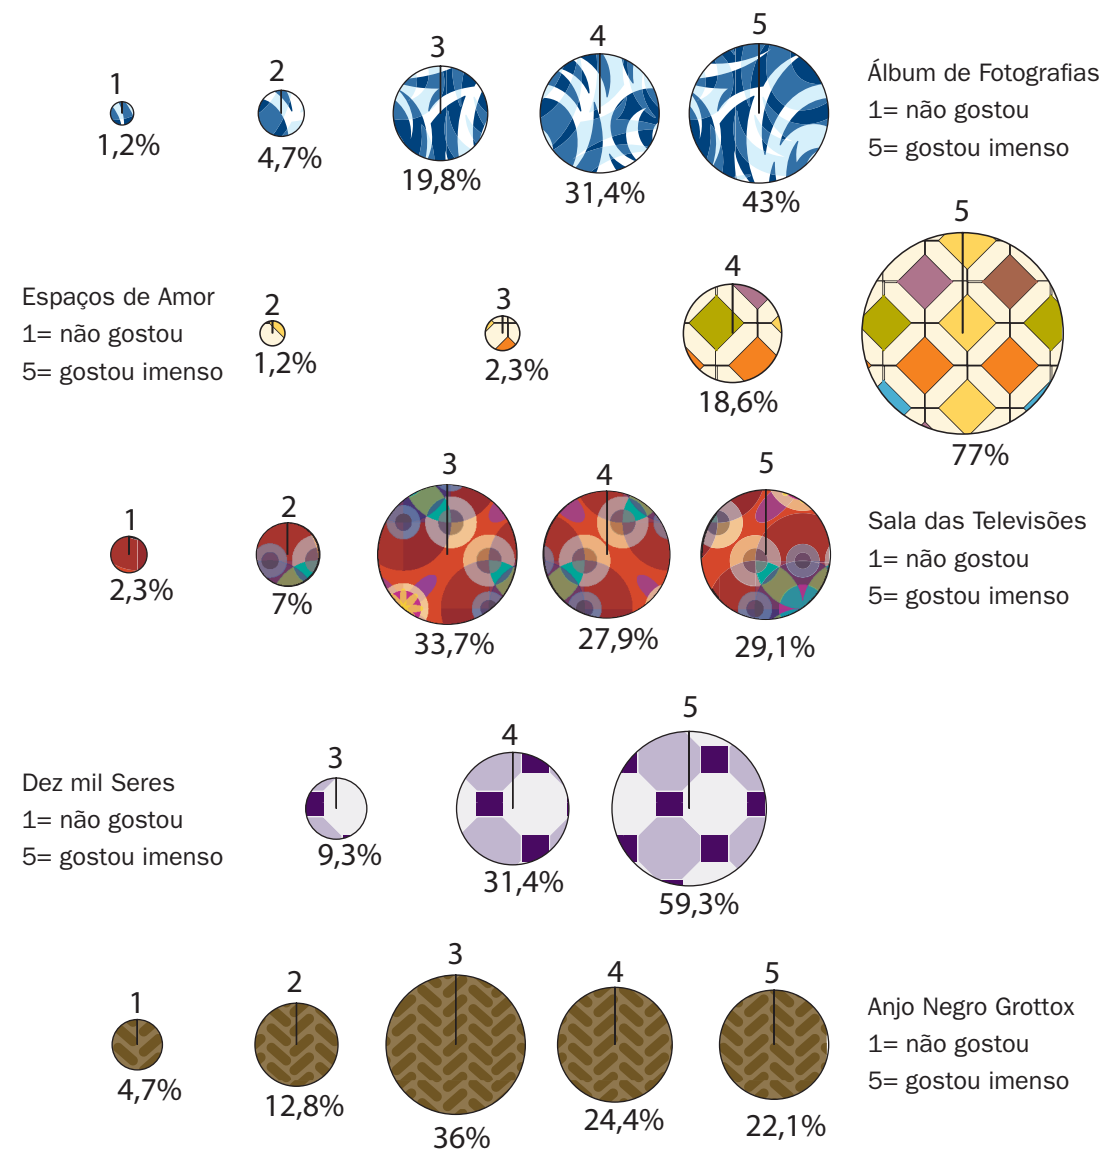 1 2 3 4 5
1,2% 4,7% 19,8% 31,4% 43%
Álbum de Fotografias
1= não gostou
5= gostou imenso
Espaços de Amor
1= não gostou
5= gostou imenso
2 3 4 5
1,2% 2,3% 18,6% 77%
1 2 3 4 5
2,3% 7% 33,7% 27,9% 29,1%
Sala das Televisões
1= não gostou
5= gostou imenso
Dez mil Seres
1= não gostou
5= gostou imenso
3 4 5
9,3% 31,4% 59,3%
1 2 3 4 5
4,7% 12,8% 36% 24,4% 22,1%
Anjo Negro Grottox
1= não gostou
5= gostou imenso